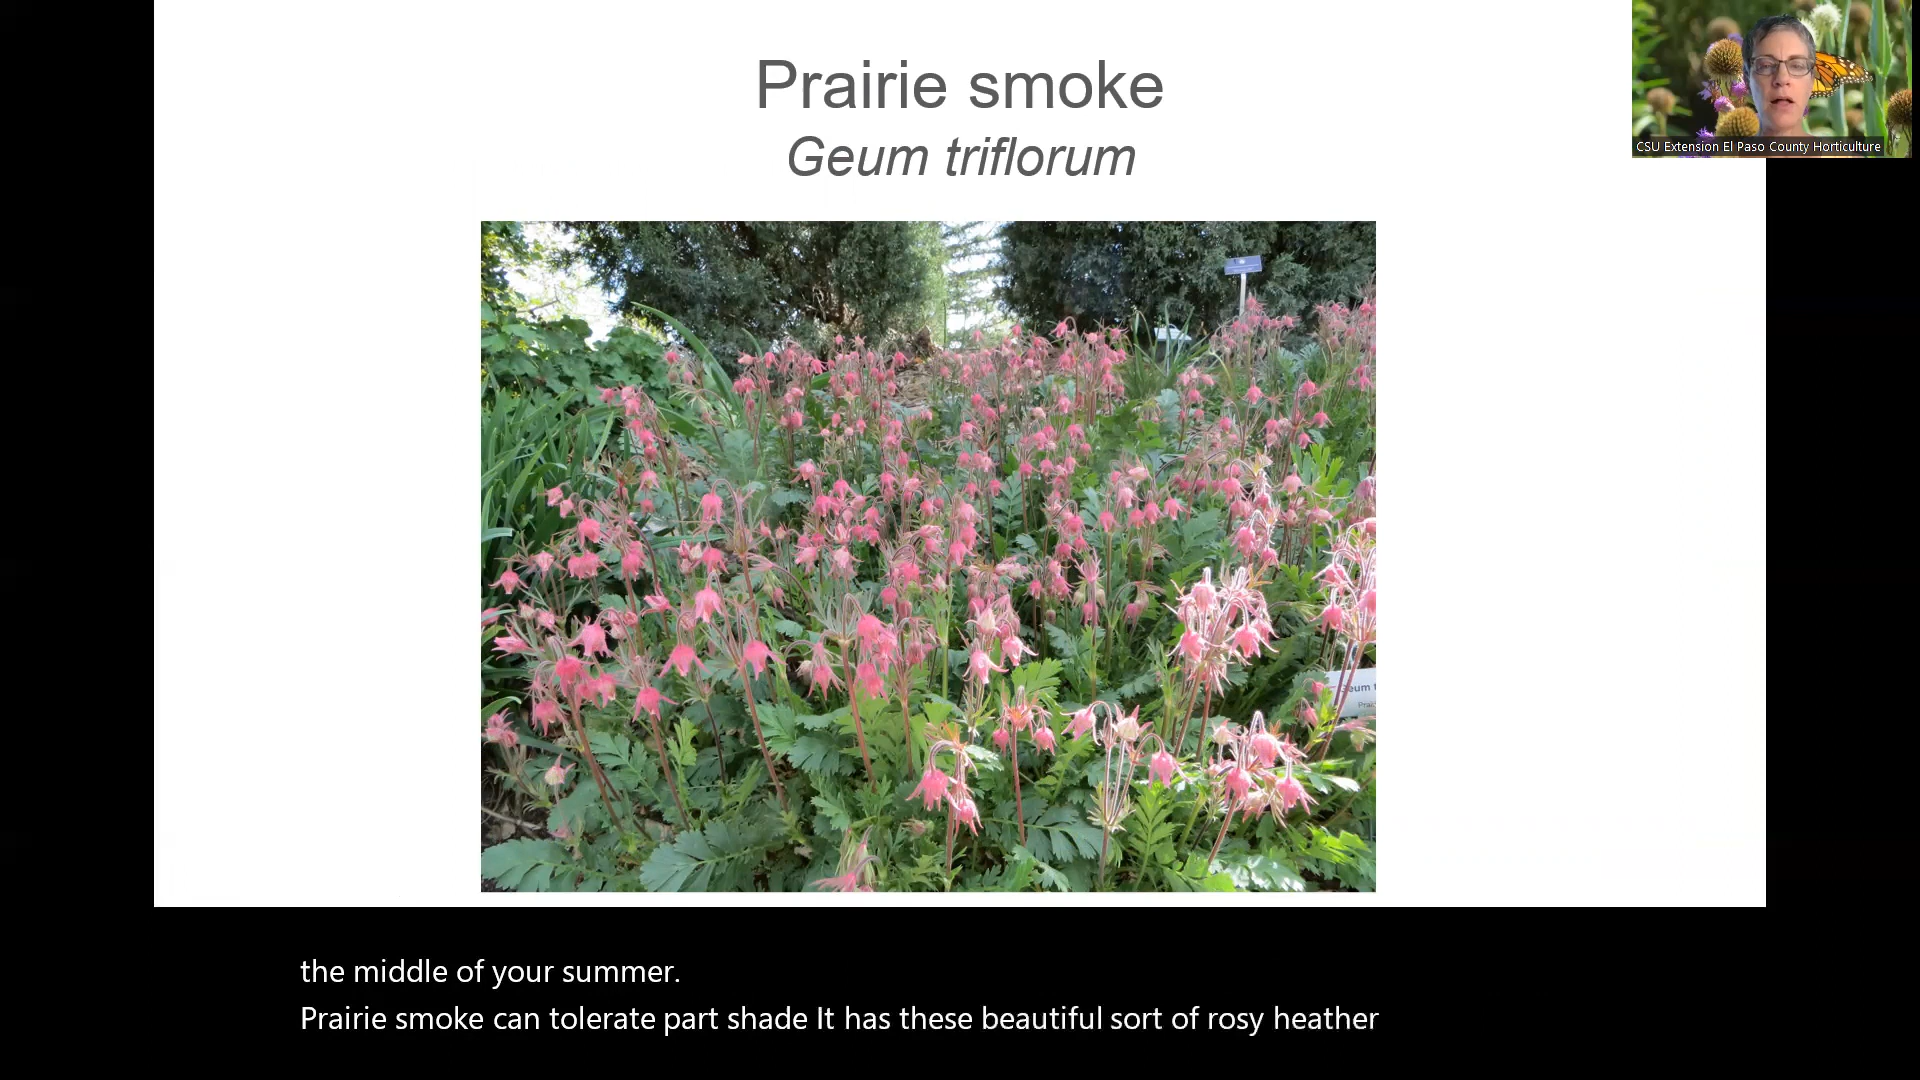 Prairie smoke
Geum triflorum
CSU Extension El Paso County Horticulture
the middle of your summer.
Prairie smoke can tolerate part shade It has these beautiful sort of rosy heather